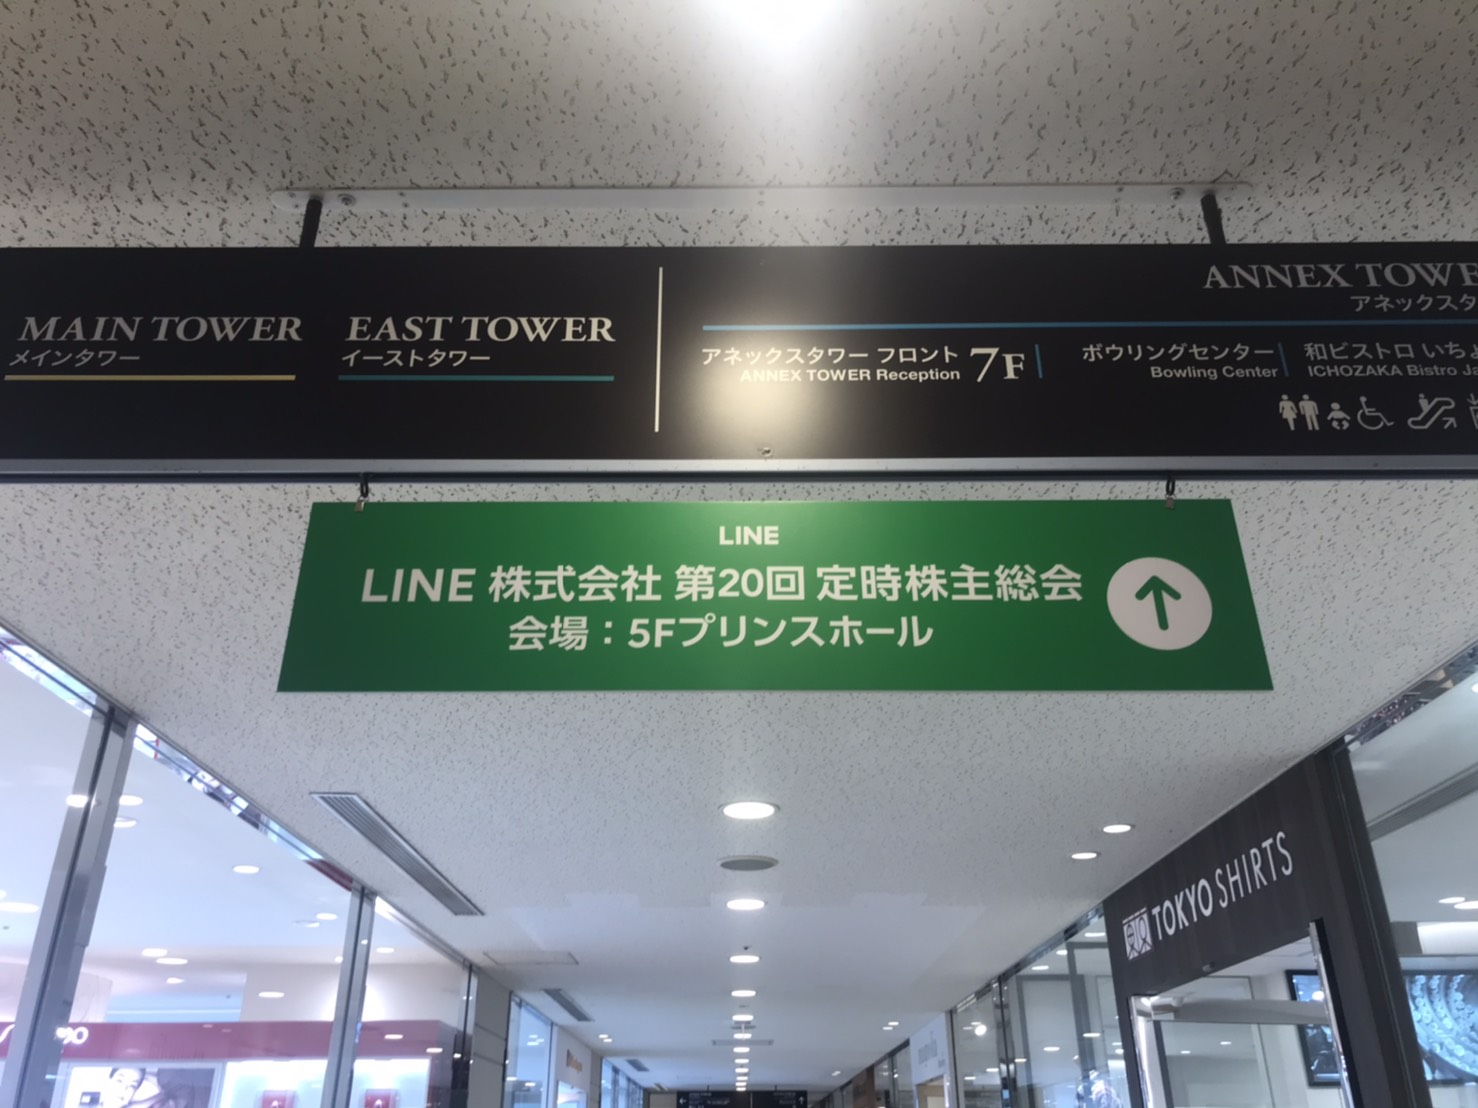 MAIN TOWER
メインタワー
EAST TOWER
イーストタワー
ANNEX TOWE
アネックスタ
アネックスタワー フロント 7F
ANNEX TOWER Reception
ボウリングセンター
Bowling Center
和ビストロ いちょ
ICHOZAKA Bistro Ja
LINE
LINE 株式会社 第20回 定時株主総会
会場：5Fプリンスホール
TOKYO SHIRTS